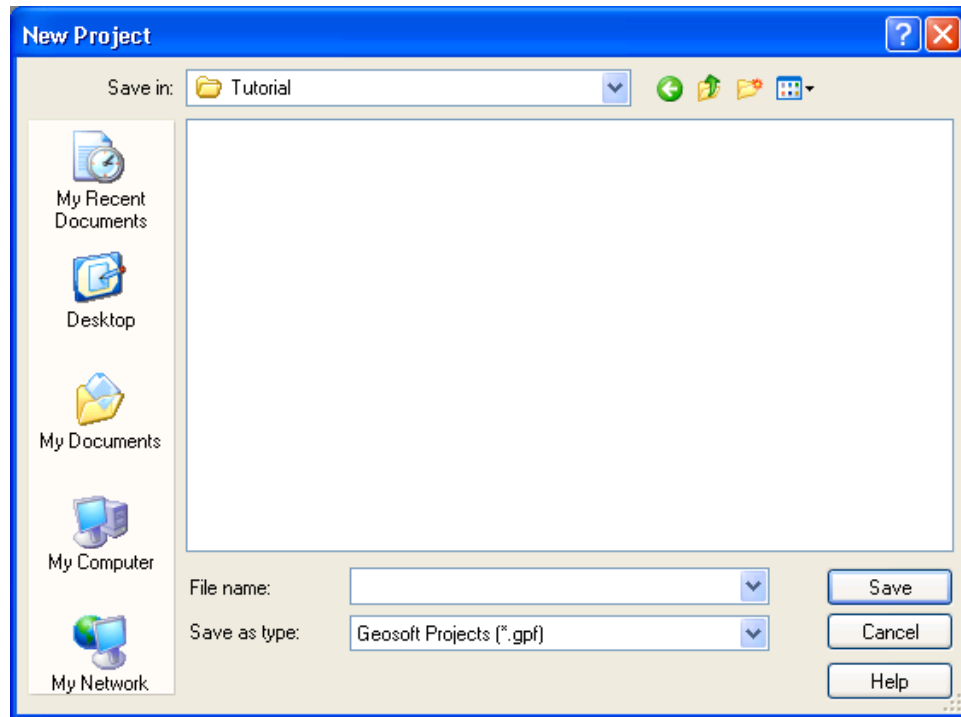 New Project
Save in:
Tutorial
My Recent
Documents
Desktop
My Documents
My Computer
My Network
File name:
Save
Save as type:
Geosoft Projects (*.gpf)
Cancel
Help